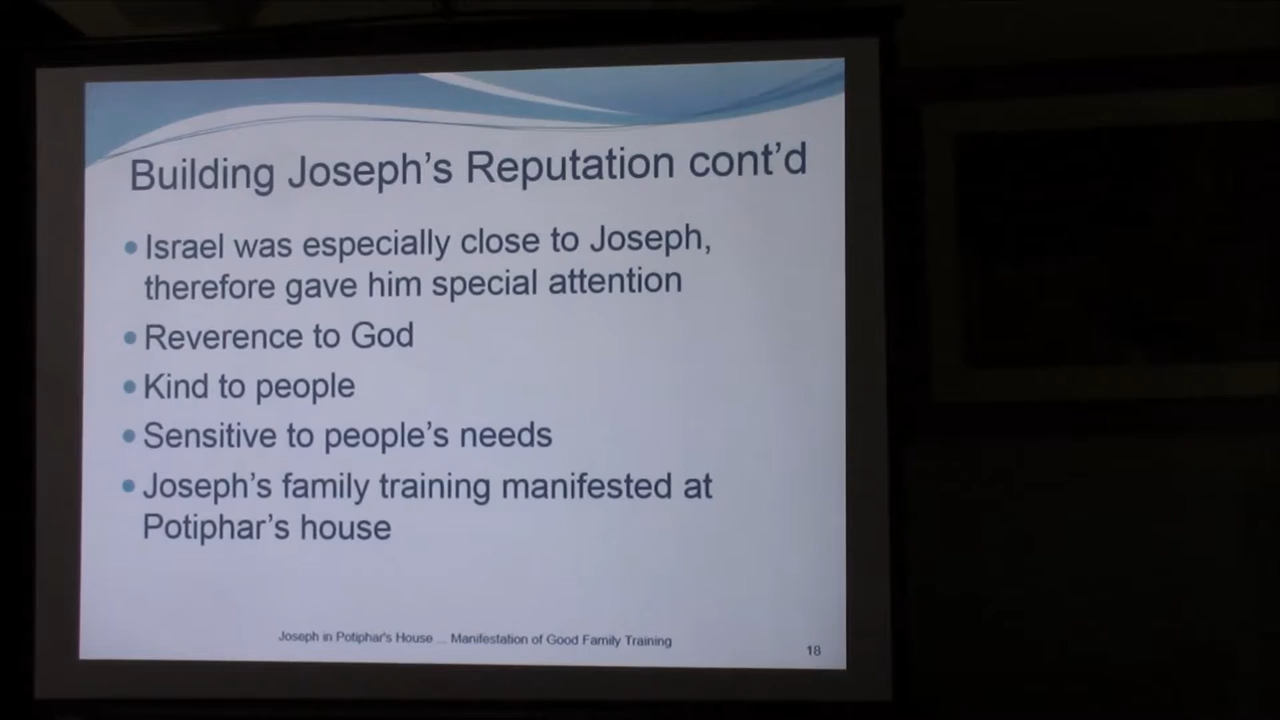 Building Joseph's Reputation cont'd
• Israel was especially close to Joseph,
therefore gave him special attention
• Reverence to God
• Kind to people
• Sensitive to people's needs
• Joseph's family training manifested at
Potiphar's house
Joseph in Potiphar's House ... Manifestation of Good Family Training
18